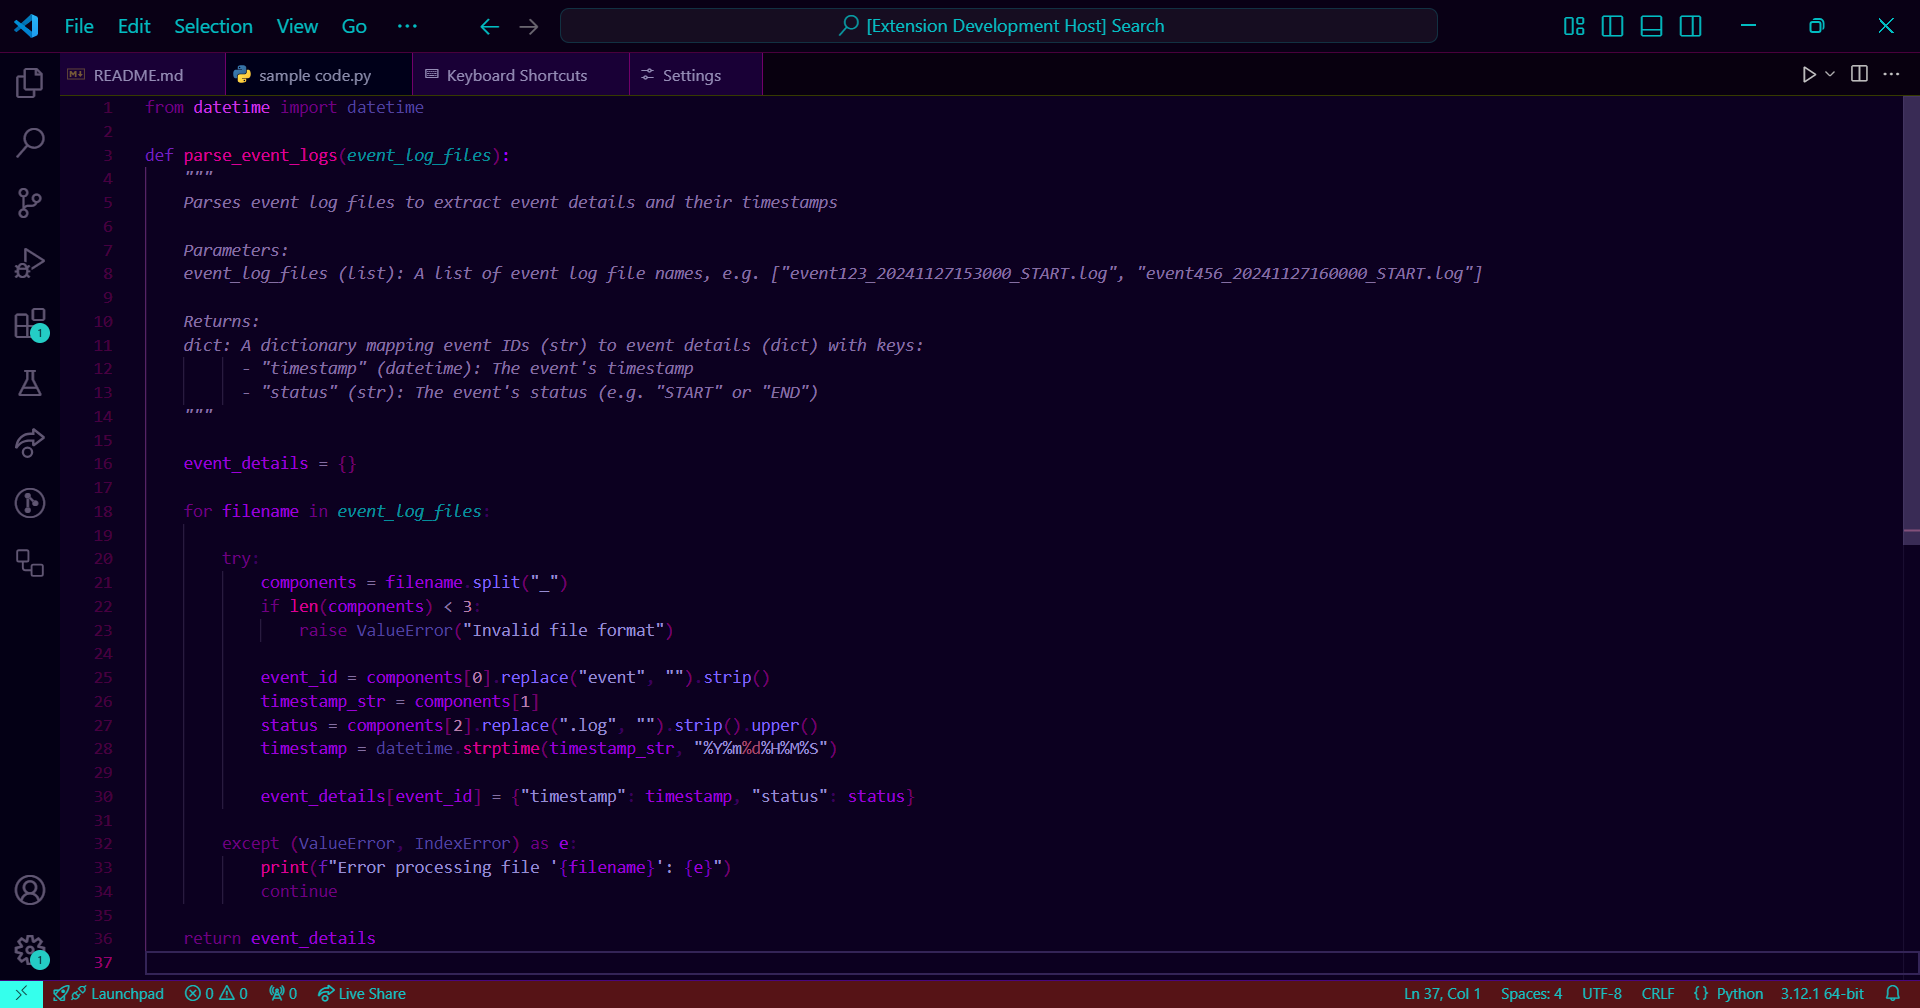 File Edit Selection View Go ··· [Extension Development Host] Search
README.md sample code.py Keyboard Shortcuts Settings
1 from datetime import datetime
2
3 def parse_event_logs(event_log_files):
4 """
5 Parses event log files to extract event details and their timestamps
6
7 Parameters:
8 event_log_files (list): A list of event log file names, e.g. ["event123_20241127153000_START.log", "event456_20241127160000_START.log"]
9
10 Returns:
11 dict: A dictionary mapping event IDs (str) to event details (dict) with keys:
12 - "timestamp" (datetime): The event's timestamp
13 - "status" (str): The event's status (e.g. "START" or "END")
14 """
15
16 event_details = {}
17
18 for filename in event_log_files:
19
20 try:
21 components = filename.split("_")
22 if len(components) < 3:
23 raise ValueError("Invalid file format")
24
25 event_id = components[0].replace("event", "").strip()
26 timestamp_str = components[1]
27 status = components[2].replace(".log", "").strip().upper()
28 timestamp = datetime.strptime(timestamp_str, "%Y%m%d%H%M%S")
29
30 event_details[event_id] = {"timestamp": timestamp, "status": status}
31
32 except (ValueError, IndexError) as e:
33 print(f"Error processing file '{filename}': {e}")
34 continue
35
36 return event_details
37
1
1
Launchpad 0 0 0 Live Share Ln 37, Col 1 Spaces: 4 UTF-8 CRLF {} Python 3.12.1 64-bit